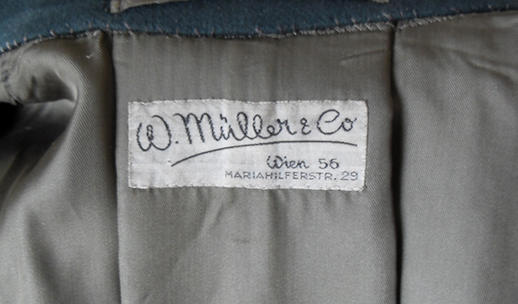 W. Müller & Co
Wien 56
MARIAHILFERSTR. 29